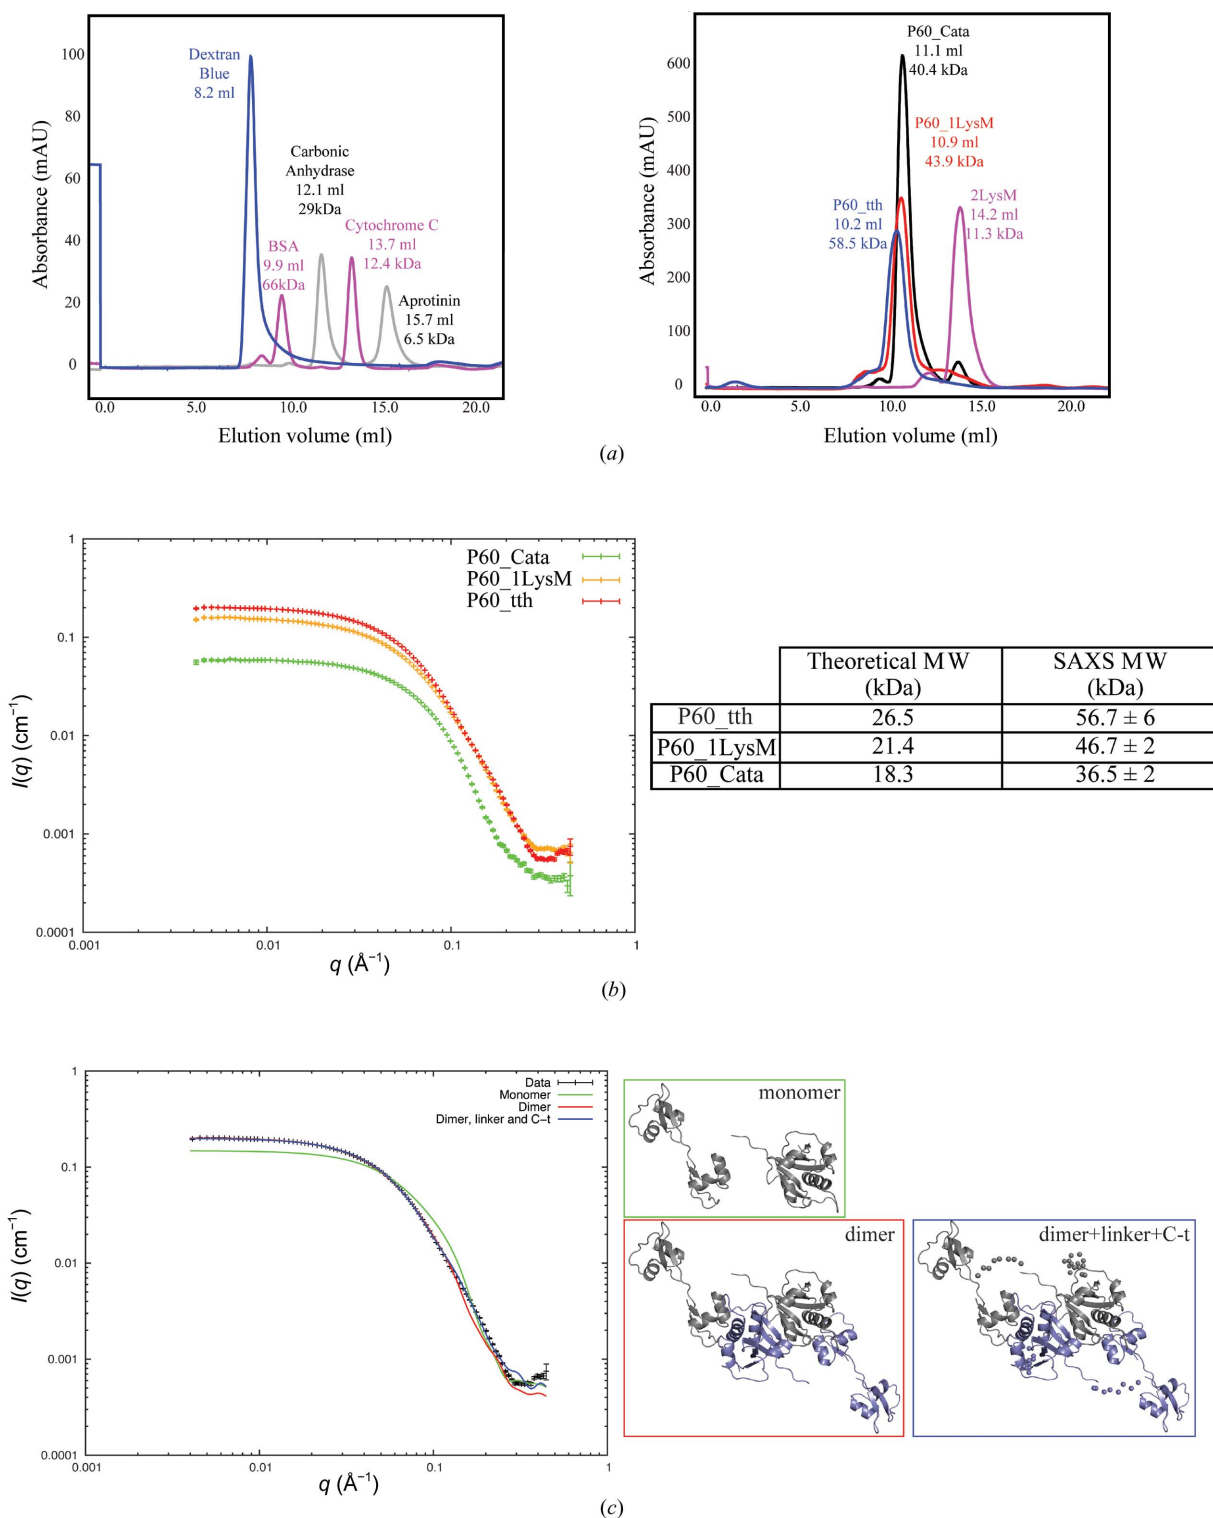 Dextran
Blue
8.2 ml
Carbonic
Anhydrase
12.1 ml
29kDa
BSA
9.9 ml
66kDa
Cytochrome C
13.7 ml
12.4 kDa
Aprotinin
15.7 ml
6.5 kDa
100
80
60
40
20
0
Absorbance (mAU)
0.0 5.0 10.0 15.0 20.0
Elution volume (ml)
P60_Cata
11.1 ml
40.4 kDa
P60_1LysM
10.9 ml
43.9 kDa
P60_tth
10.2 ml
58.5 kDa
2LysM
14.2 ml
11.3 kDa
600
500
400
300
200
100
0
Absorbance (mAU)
0.0 5.0 10.0 15.0 20.0
Elution volume (ml)
(a)
P60_Cata
P60_1LysM
P60_tth
1
0.1
0.01
0.001
0.0001
I(q) (cm⁻¹)
0.001 0.01 0.1 1
q (Å⁻¹)
Theoretical MW (kDa) SAXS MW (kDa)
P60_tth 26.5 56.7 ± 6
P60_1LysM 21.4 46.7 ± 2
P60_Cata 18.3 36.5 ± 2
(b)
Data
Monomer
Dimer
Dimer, linker and C–t
1
0.1
0.01
0.001
0.0001
I(q) (cm⁻¹)
0.001 0.01 0.1 1
q (Å⁻¹)
monomer
dimer
dimer+linker+C-t
(c)